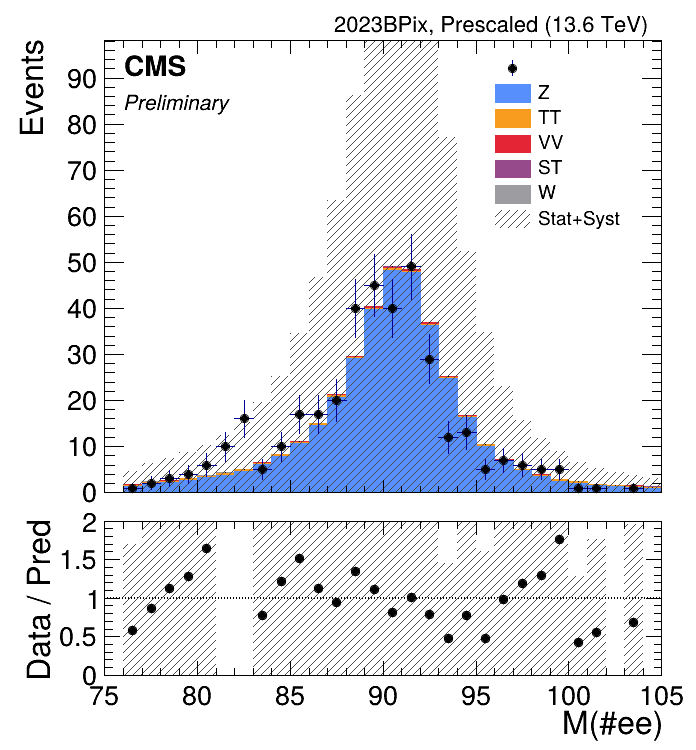 2023BPix, Prescaled (13.6 TeV)
CMS
Preliminary
Events
90
80
70
60
50
40
30
20
10
0
Z
TT
VV
ST
W
Stat+Syst
Data / Pred
2
1.5
1
0.5
0
75 80 85 90 95 100 105
M(#ee)